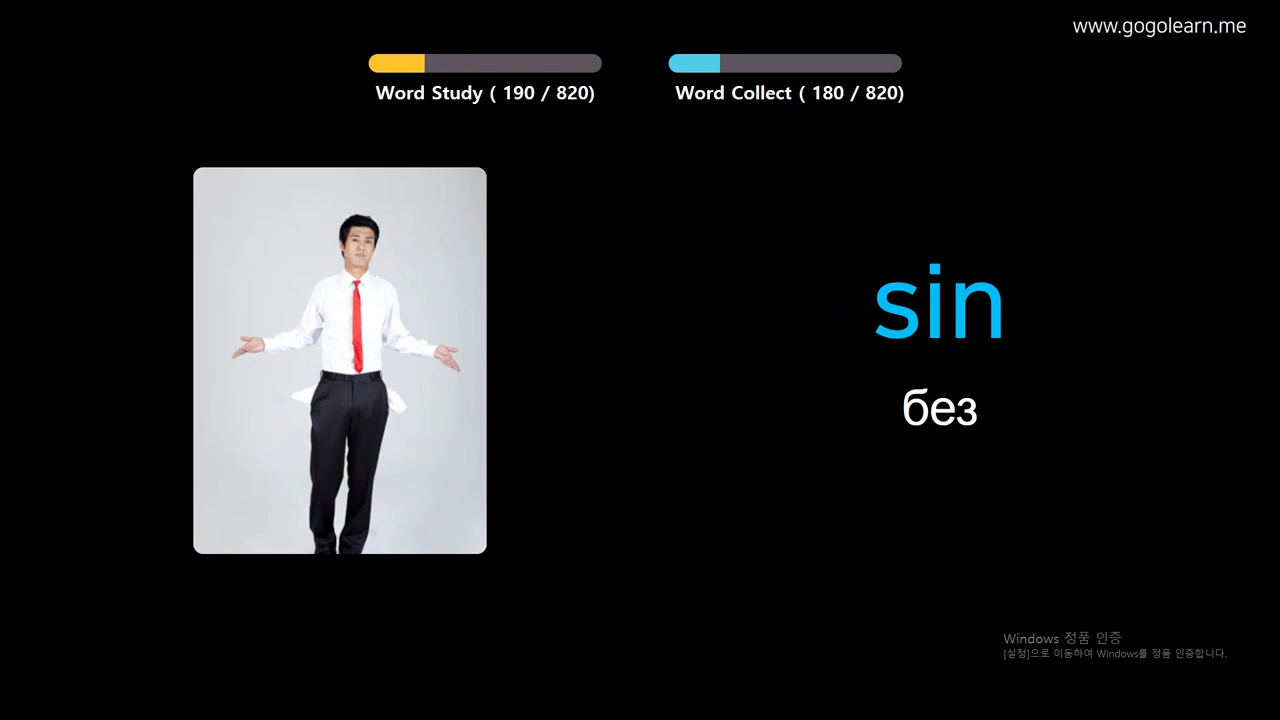 www.gogolearn.me
Word Study ( 190 / 820)
Word Collect ( 180 / 820)
sin
без
Windows 정품 인증
[설정]으로 이동하여 Windows를 정품 인증합니다.